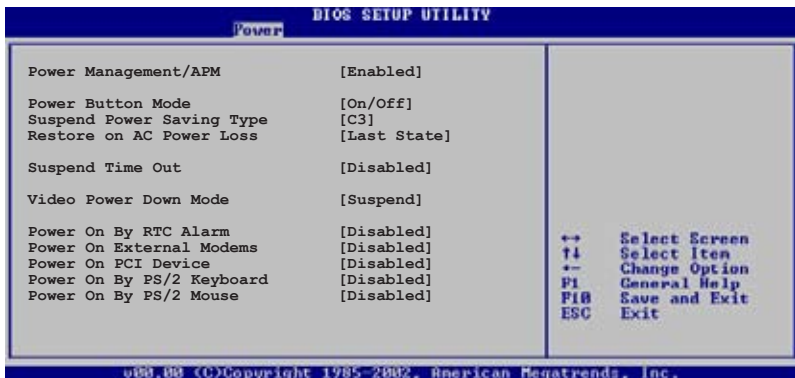 BIOS SETUP UTILITY
Power
Power Management/APM [Enabled]
Power Button Mode [On/Off]
Suspend Power Saving Type [C3]
Restore on AC Power Loss [Last State]
Suspend Time Out [Disabled]
Video Power Down Mode [Suspend]
Power On By RTC Alarm [Disabled]
Power On External Modems [Disabled]
Power On PCI Device [Disabled]
Power On By PS/2 Keyboard [Disabled]
Power On By PS/2 Mouse [Disabled]
↔ Select Screen
↑↓ Select Item
+- Change Option
F1 General Help
F10 Save and Exit
ESC Exit
v00.00 (C)Copyright 1985-2002, American Megatrends, Inc.